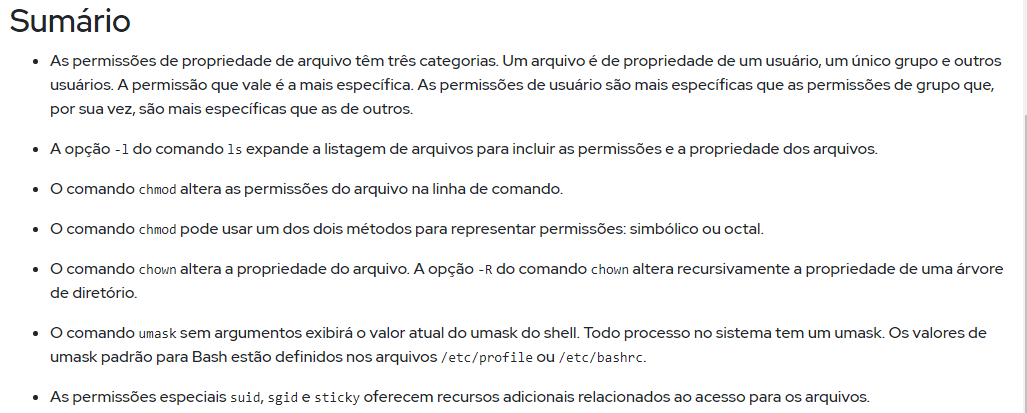 Sumário
As permissões de propriedade de arquivo têm três categorias. Um arquivo é de propriedade de um usuário, um único grupo e outros
usuários. A permissão que vale é a mais específica. As permissões de usuário são mais específicas que as permissões de grupo que,
por sua vez, são mais específicas que as de outros.
A opção -l do comando ls expande a listagem de arquivos para incluir as permissões e a propriedade dos arquivos.
O comando chmod altera as permissões do arquivo na linha de comando.
O comando chmod pode usar um dos dois métodos para representar permissões: simbólico ou octal.
O comando chown altera a propriedade do arquivo. A opção -R do comando chown altera recursivamente a propriedade de uma árvore
de diretório.
O comando umask sem argumentos exibirá o valor atual do umask do shell. Todo processo no sistema tem um umask. Os valores de
umask padrão para Bash estão definidos nos arquivos /etc/profile ou /etc/bashrc.
As permissões especiais suid, sgid e sticky oferecem recursos adicionais relacionados ao acesso para os arquivos.